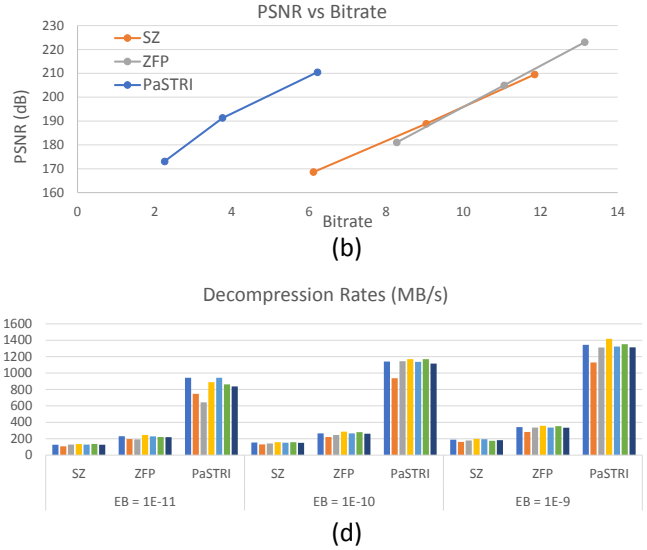 PSNR vs Bitrate
230
220
210
200
190
180
170
160
PSNR (dB)
SZ
ZFP
PaSTRI
0 2 4 6 8 10 12 14
Bitrate
(b)
Decompression Rates (MB/s)
1600
1400
1200
1000
800
600
400
200
0
SZ ZFP PaSTRI SZ ZFP PaSTRI SZ ZFP PaSTRI
EB = 1E-11 EB = 1E-10 EB = 1E-9
(d)